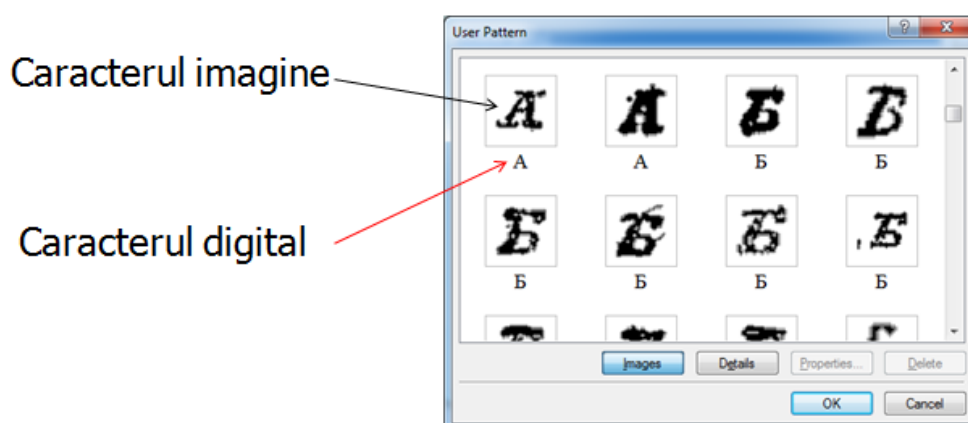 User Pattern
Caracterul imagine
А А Б Б
Caracterul digital
Б Б Б Б
Images Details Properties... Delete
OK Cancel